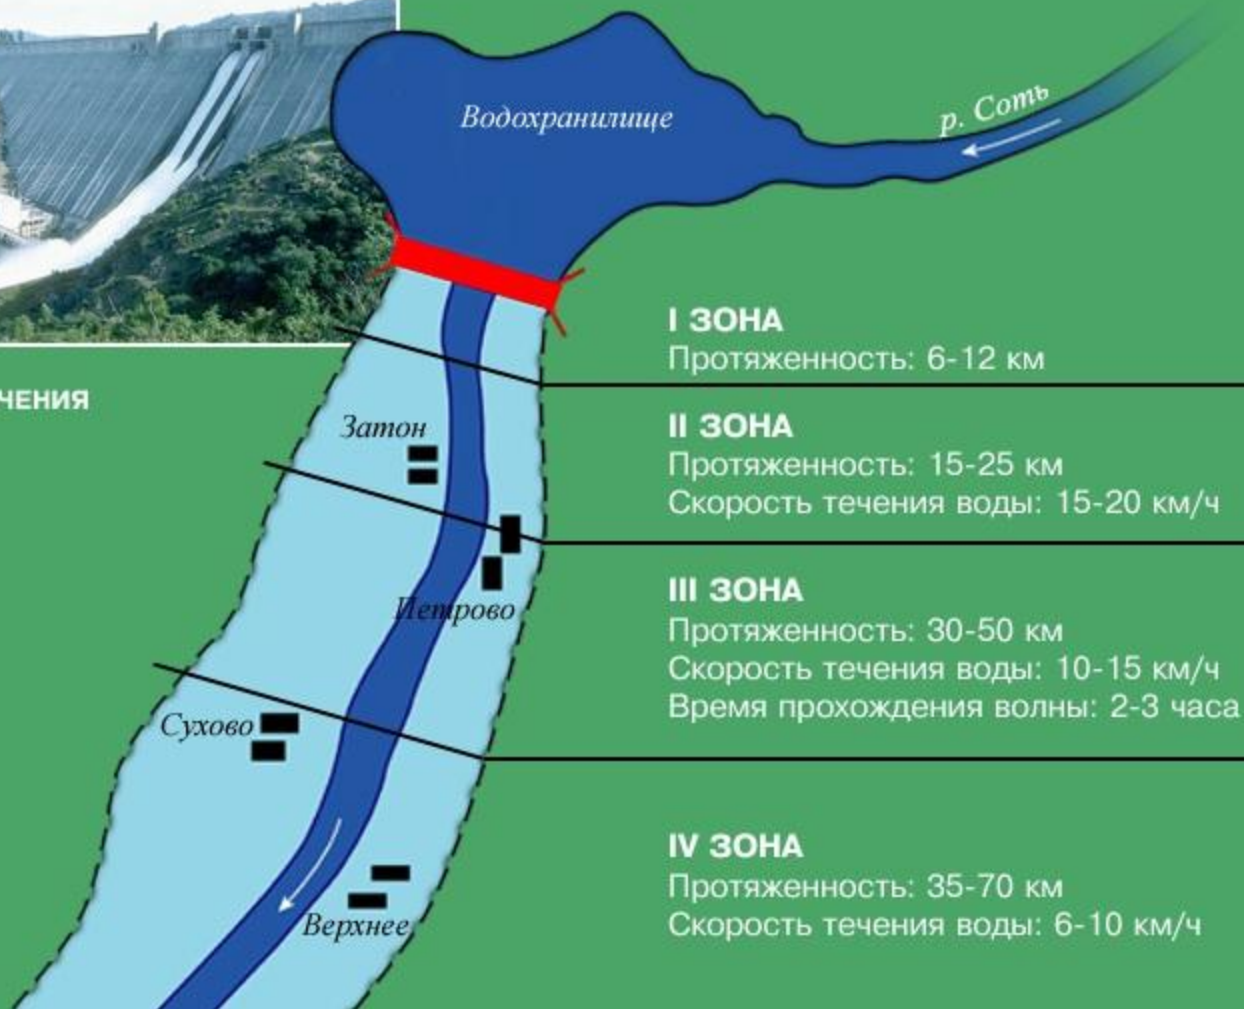 Водохранилище
р. Соть
I ЗОНА
Протяженность: 6-12 км
ЧЕНИЯ
II ЗОНА
Протяженность: 15-25 км
Скорость течения воды: 15-20 км/ч
Затон
III ЗОНА
Протяженность: 30-50 км
Скорость течения воды: 10-15 км/ч
Время прохождения волны: 2-3 часа
Петрово
Сухово
IV ЗОНА
Протяженность: 35-70 км
Скорость течения воды: 6-10 км/ч
Верхнее